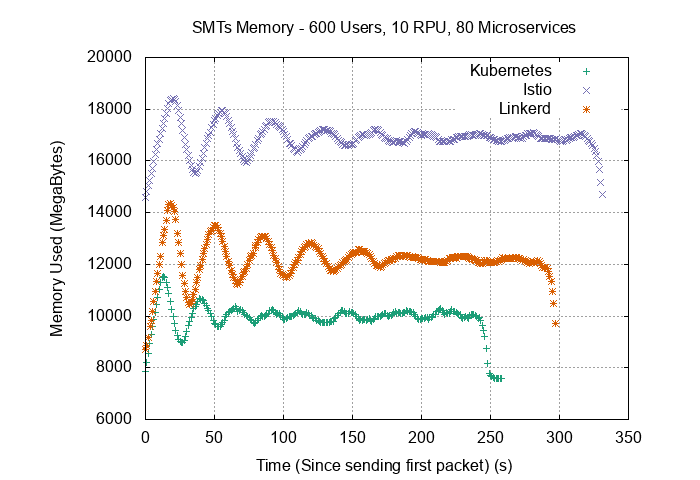 SMTs Memory - 600 Users, 10 RPU, 80 Microservices
20000
18000
16000
14000
12000
10000
8000
6000
Memory Used (MegaBytes)
Kubernetes
Istio
Linkerd
0 50 100 150 200 250 300 350
Time (Since sending first packet) (s)